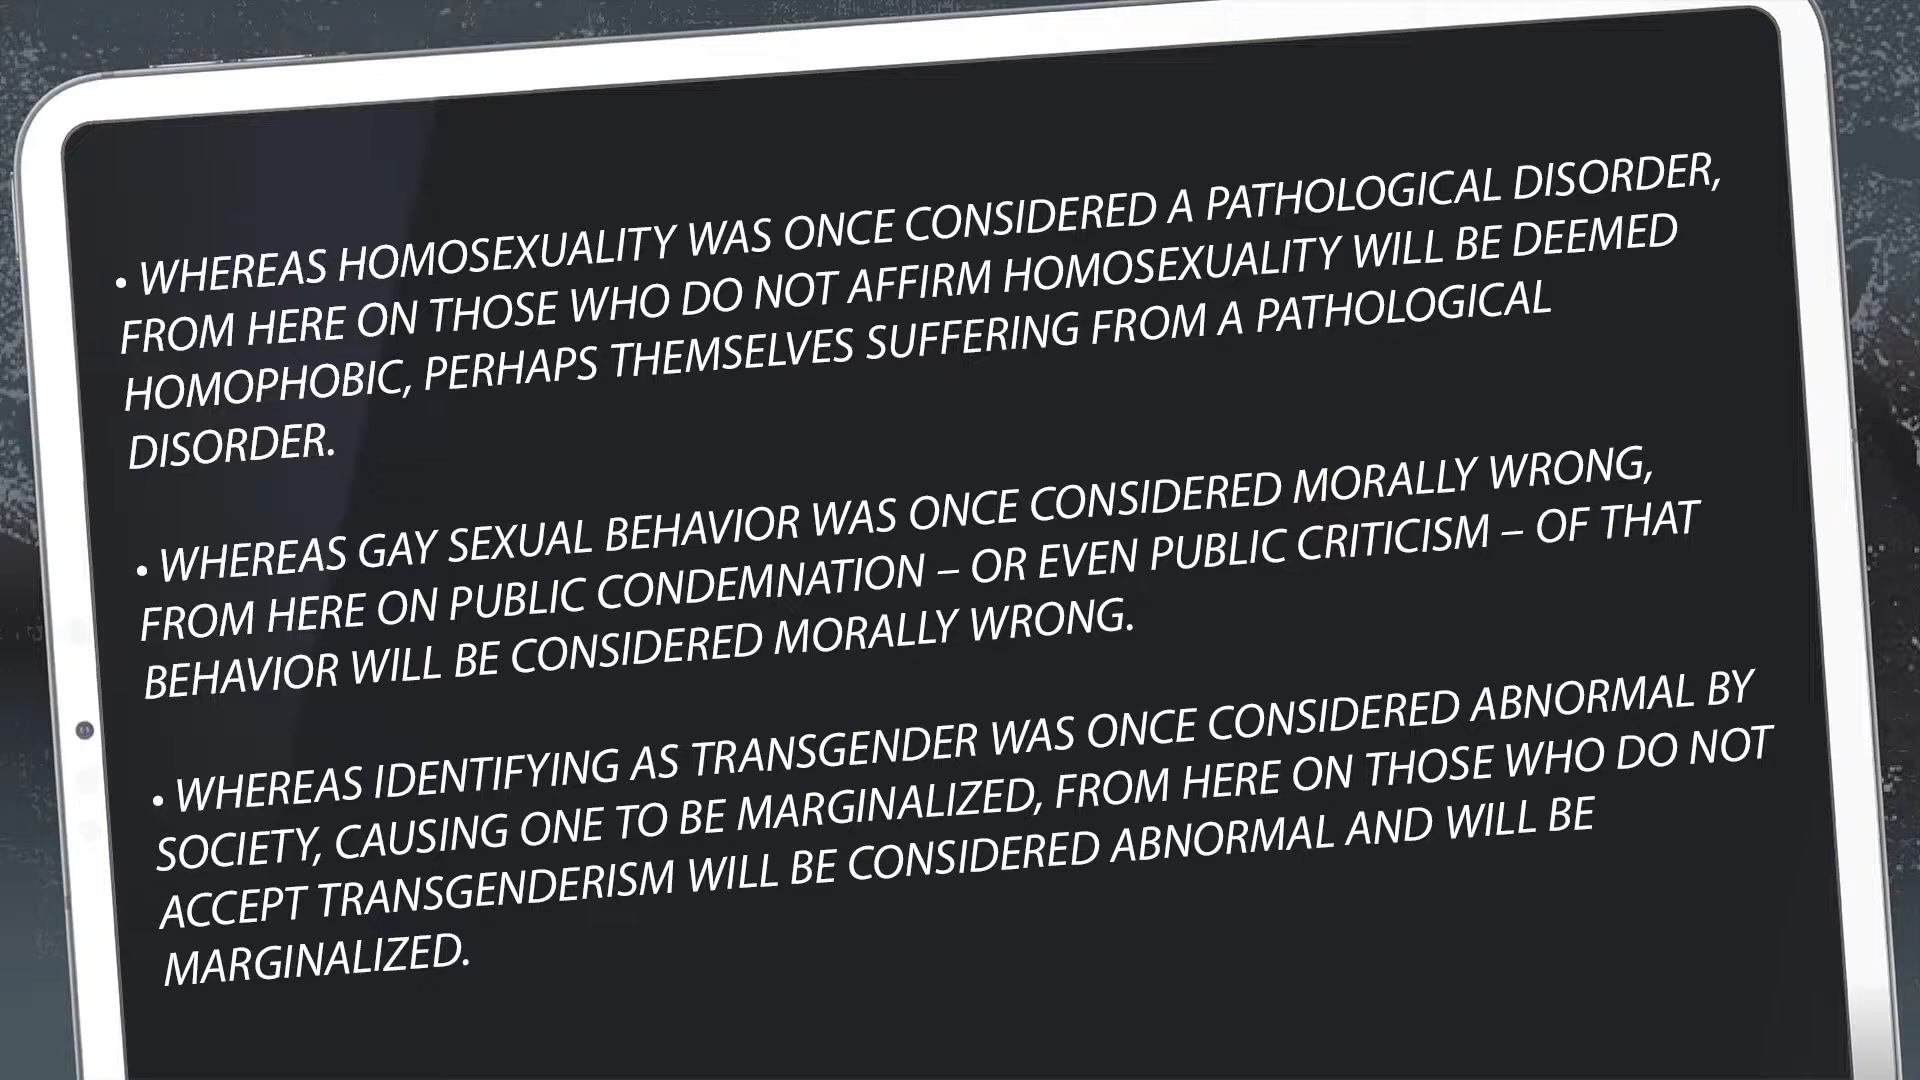 • WHEREAS HOMOSEXUALITY WAS ONCE CONSIDERED A PATHOLOGICAL DISORDER,
FROM HERE ON THOSE WHO DO NOT AFFIRM HOMOSEXUALITY WILL BE DEEMED
HOMOPHOBIC, PERHAPS THEMSELVES SUFFERING FROM A PATHOLOGICAL
DISORDER.
• WHEREAS GAY SEXUAL BEHAVIOR WAS ONCE CONSIDERED MORALLY WRONG,
FROM HERE ON PUBLIC CONDEMNATION – OR EVEN PUBLIC CRITICISM – OF THAT
BEHAVIOR WILL BE CONSIDERED MORALLY WRONG.
• WHEREAS IDENTIFYING AS TRANSGENDER WAS ONCE CONSIDERED ABNORMAL BY
SOCIETY, CAUSING ONE TO BE MARGINALIZED, FROM HERE ON THOSE WHO DO NOT
ACCEPT TRANSGENDERISM WILL BE CONSIDERED ABNORMAL AND WILL BE
MARGINALIZED.